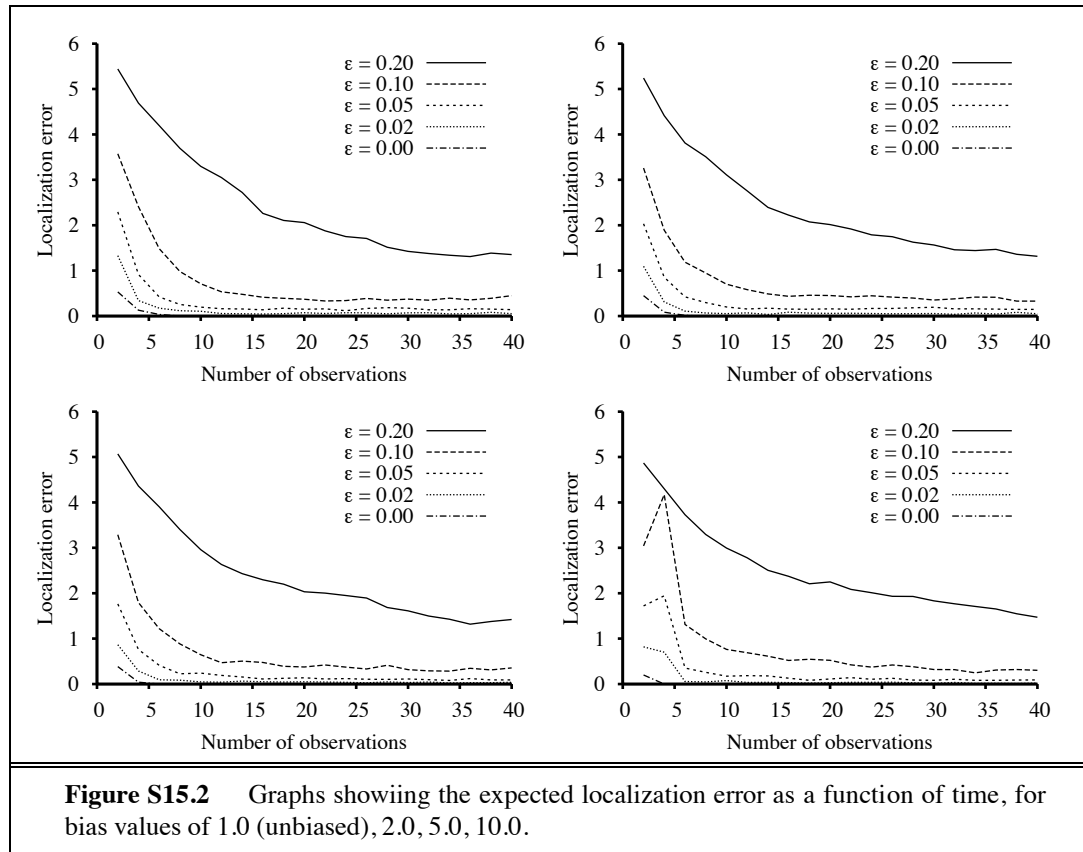 6
5
4
3
2
1
0
0 5 10 15 20 25 30 35 40
Localization error
Number of observations
ε = 0.20
ε = 0.10
ε = 0.05
ε = 0.02
ε = 0.00
6
5
4
3
2
1
0
0 5 10 15 20 25 30 35 40
Localization error
Number of observations
ε = 0.20
ε = 0.10
ε = 0.05
ε = 0.02
ε = 0.00
6
5
4
3
2
1
0
0 5 10 15 20 25 30 35 40
Localization error
Number of observations
ε = 0.20
ε = 0.10
ε = 0.05
ε = 0.02
ε = 0.00
6
5
4
3
2
1
0
0 5 10 15 20 25 30 35 40
Localization error
Number of observations
ε = 0.20
ε = 0.10
ε = 0.05
ε = 0.02
ε = 0.00
Figure S15.2 Graphs showiing the expected localization error as a function of time, for
bias values of 1.0 (unbiased), 2.0, 5.0, 10.0.